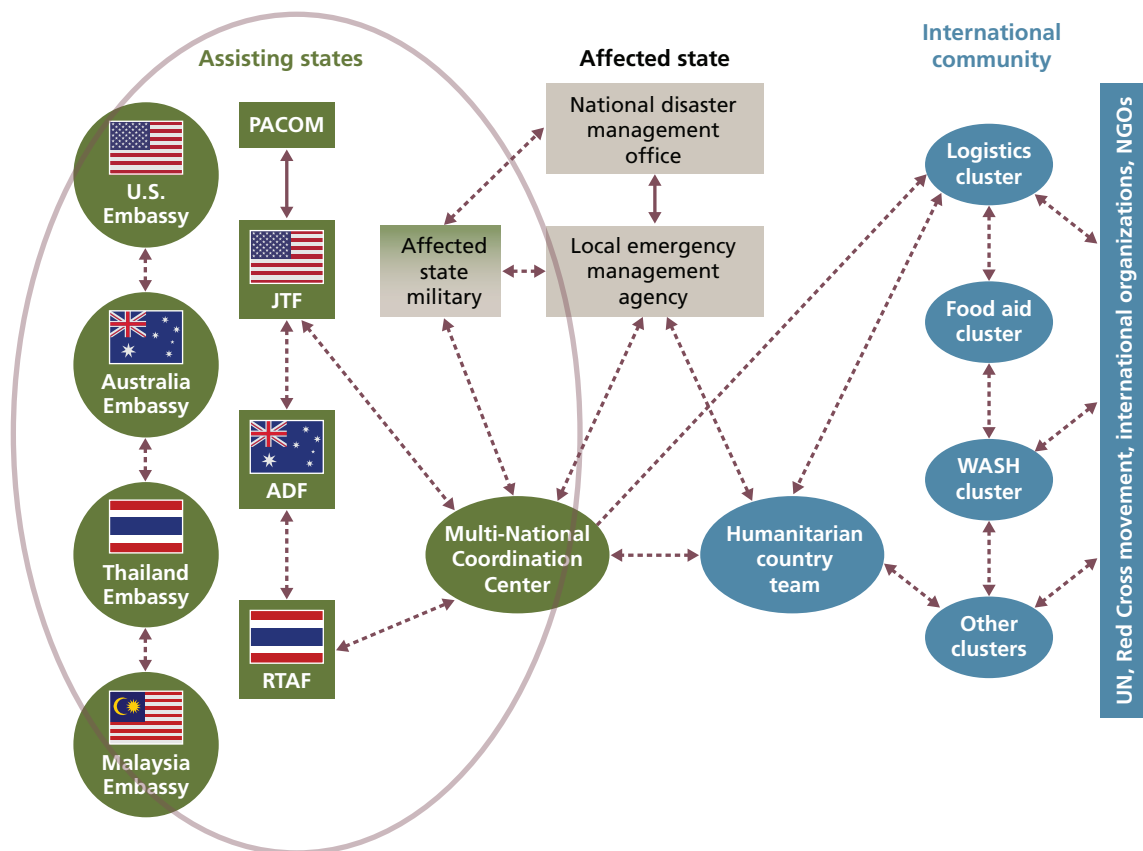 Assisting states
U.S.
Embassy
Australia
Embassy
Thailand
Embassy
Malaysia
Embassy
PACOM
JTF
ADF
RTAF
Affected
state
military
Multi-National
Coordination
Center
Affected state
National disaster
management
office
Local emergency
management
agency
Humanitarian
country
team
International
community
Logistics
cluster
Food aid
cluster
WASH
cluster
Other
clusters
UN, Red Cross movement, international organizations, NGOs